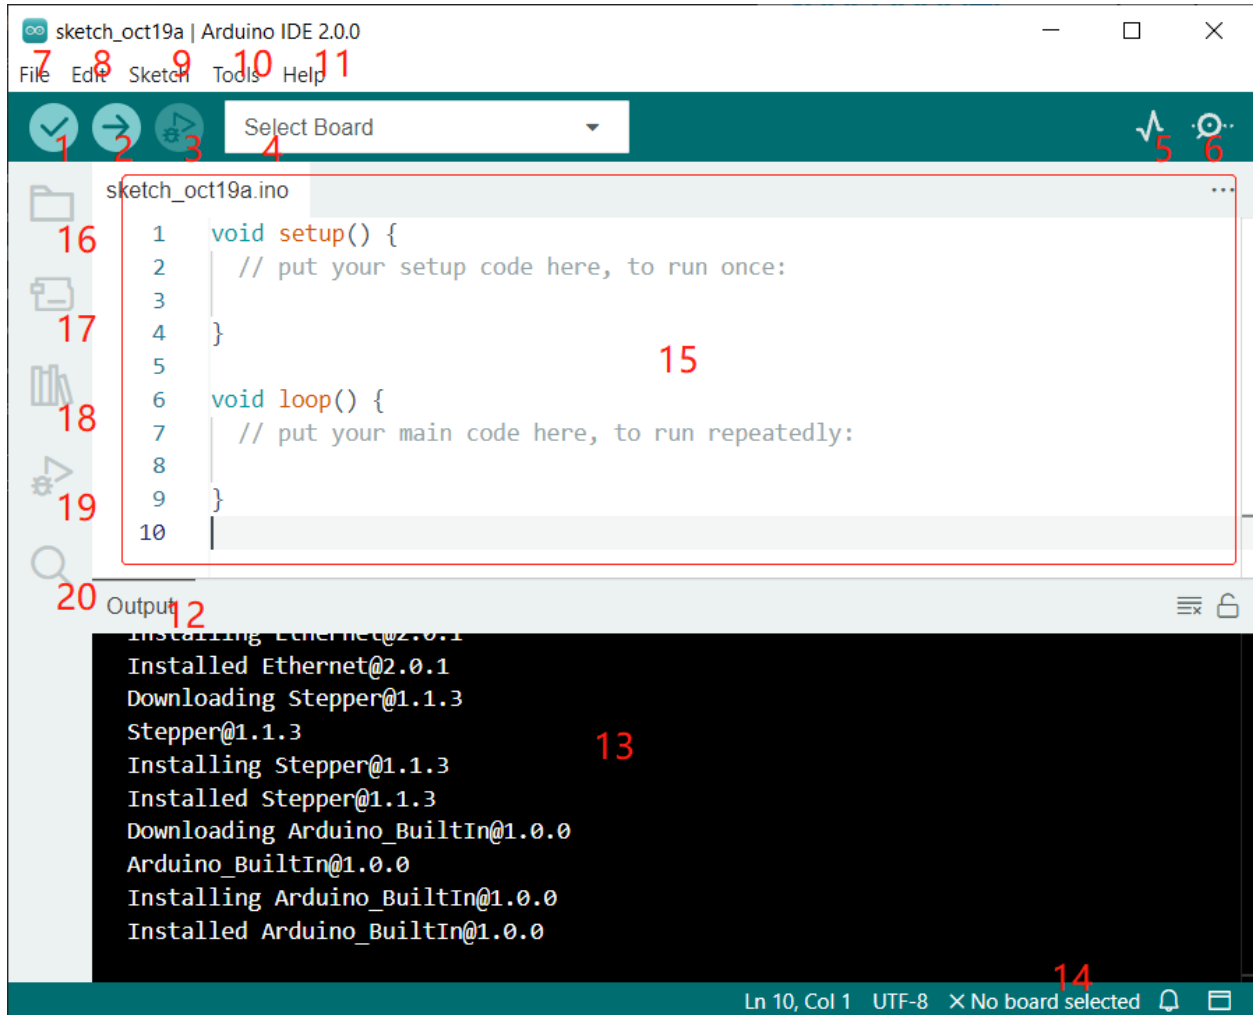 sketch_oct19a | Arduino IDE 2.0.0
7 8 9 10 11
File Edit Sketch Tools Help
Select Board
1 2 3 4 5 6
sketch_oct19a.ino
16
17
18
19
20
1 void setup() {
2 // put your setup code here, to run once:
3
4 }
5
15
6 void loop() {
7 // put your main code here, to run repeatedly:
8
9 }
10
Output 12
Installing Ethernet@2.0.1
Installed Ethernet@2.0.1
Downloading Stepper@1.1.3
Stepper@1.1.3
13
Installing Stepper@1.1.3
Installed Stepper@1.1.3
Downloading Arduino_BuiltIn@1.0.0
Arduino_BuiltIn@1.0.0
Installing Arduino_BuiltIn@1.0.0
Installed Arduino_BuiltIn@1.0.0
14
Ln 10, Col 1 UTF-8 No board selected